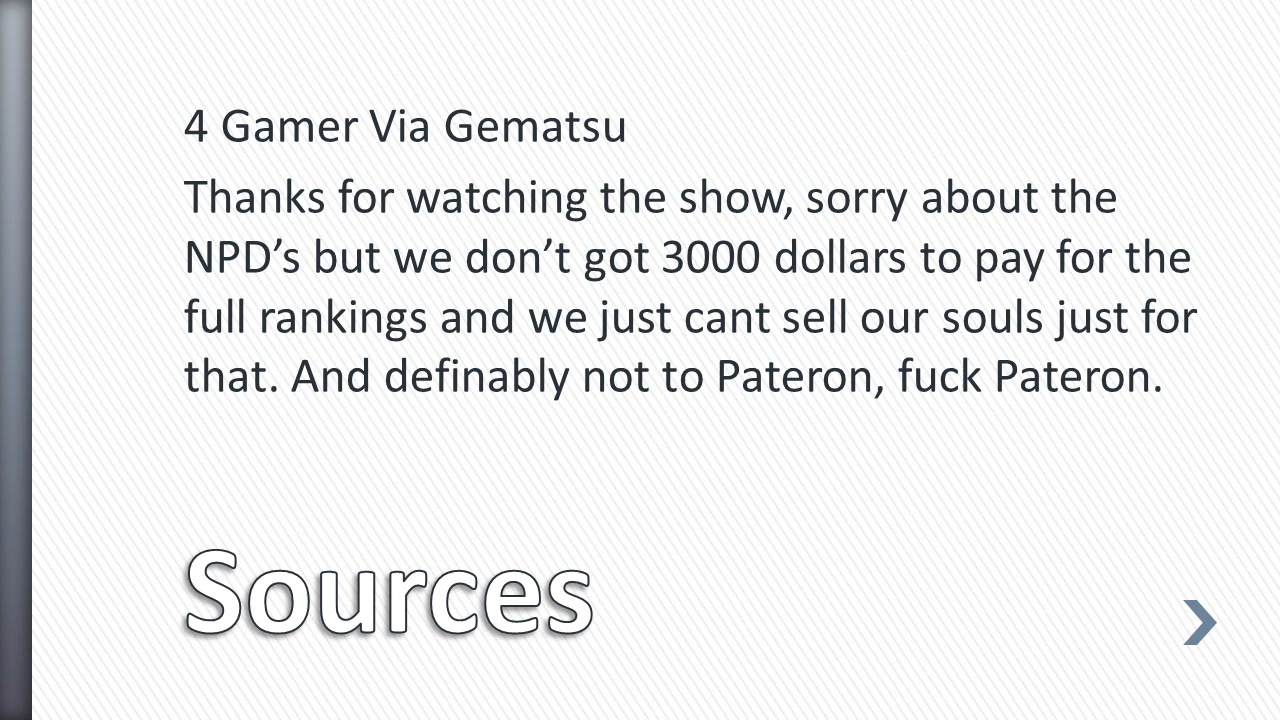 4 Gamer Via Gematsu
Thanks for watching the show, sorry about the
NPD’s but we don’t got 3000 dollars to pay for the
full rankings and we just cant sell our souls just for
that. And definably not to Pateron, fuck Pateron.
Sources